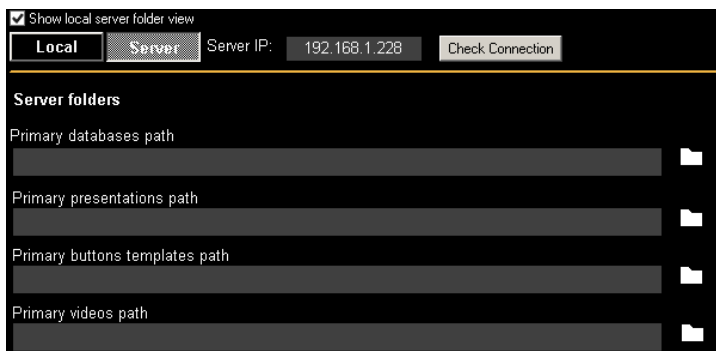 Show local server folder view
Local Server Server IP: 192.168.1.228 Check Connection
Server folders
Primary databases path
Primary presentations path
Primary buttons templates path
Primary videos path